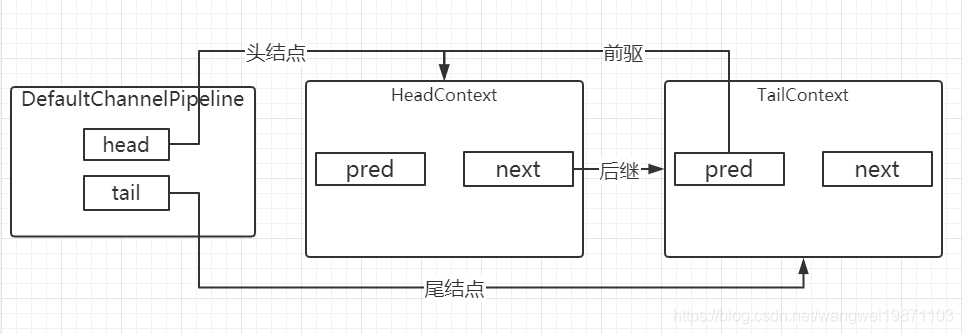 头结点
前驱
DefaultChannelPipeline
HeadContext
TailContext
head
tail
pred
next
后继
pred
next
尾结点
https://blog.csdn.net/wangwei19871103